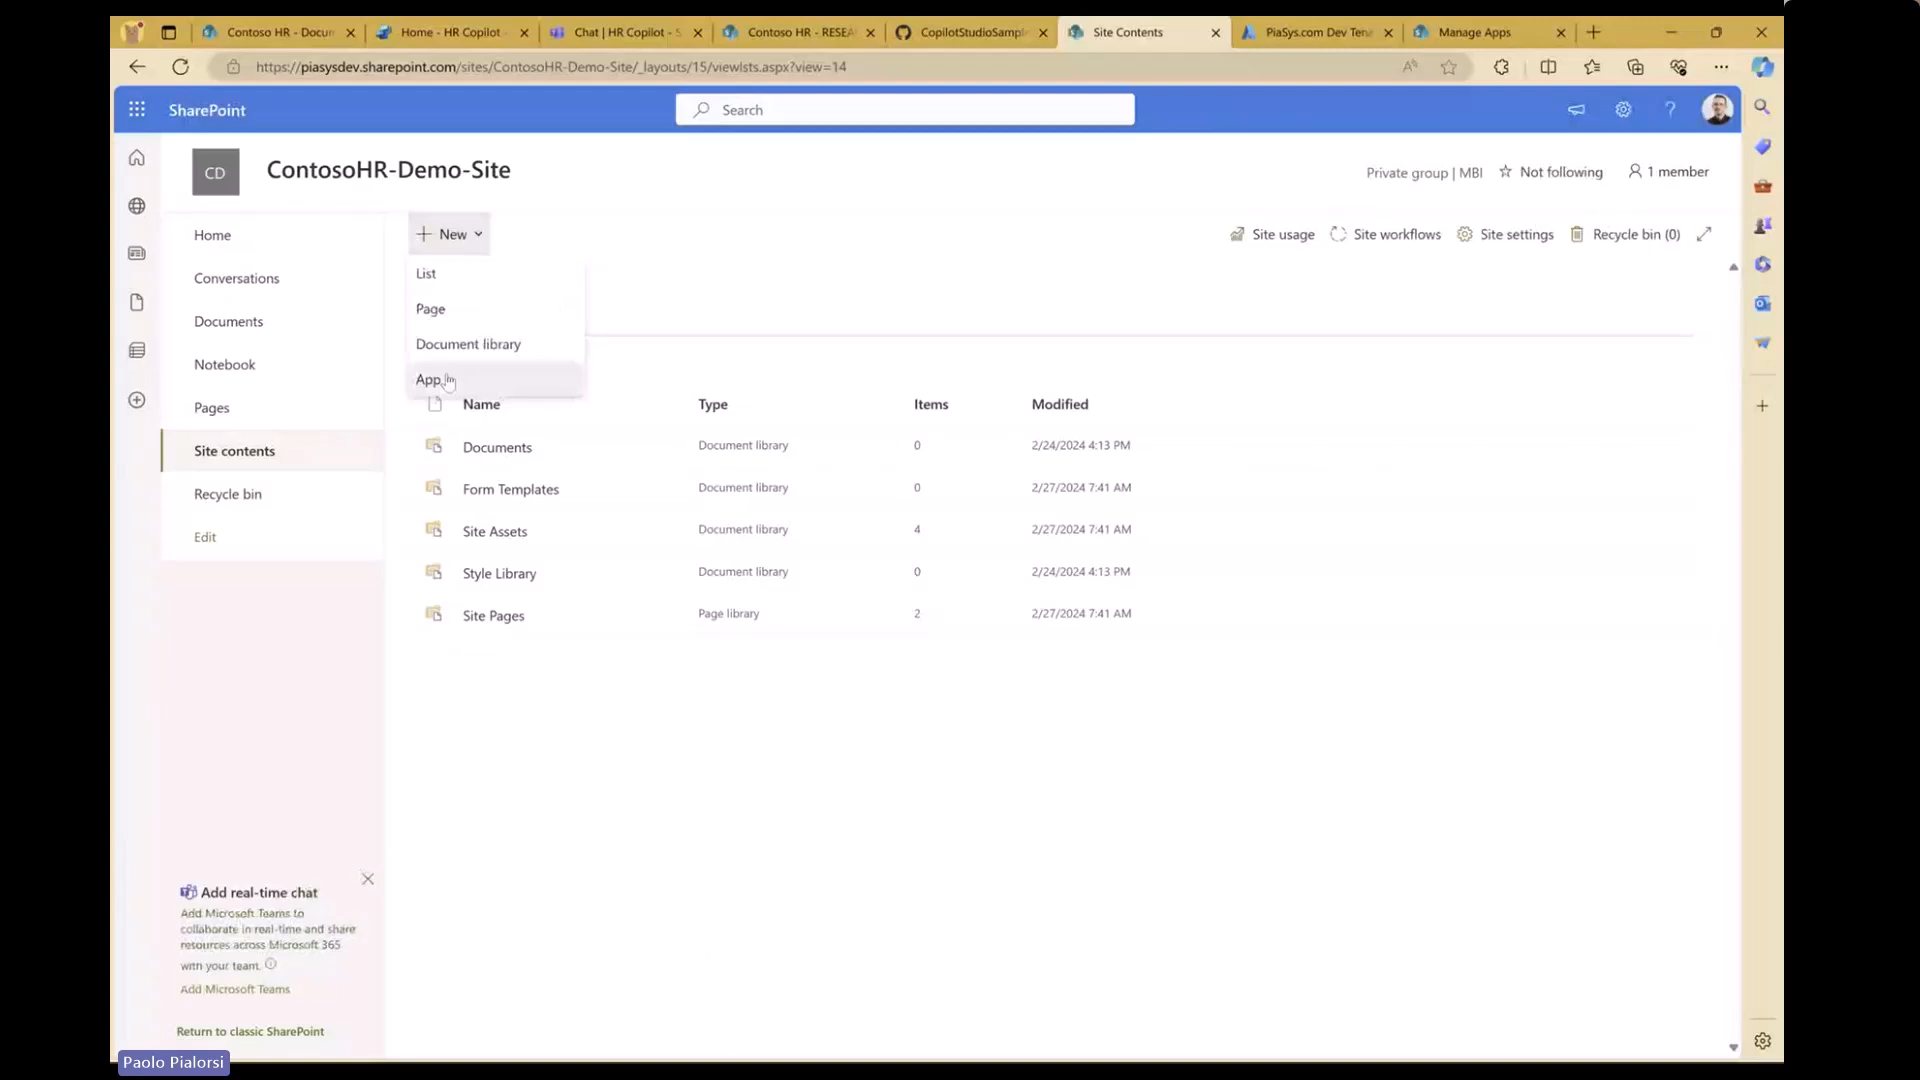 Contoso HR - Docun
Home - HR Copilot -
Chat | HR Copilot - S
Contoso HR - RESEA
CopilotStudioSample
Site Contents
PiaSys.com Dev Tena
Manage Apps
https://piasysdev.sharepoint.com/sites/ContosoHR-Demo-Site/_layouts/15/viewlsts.aspx?view=14
SharePoint
Search
CD
ContosoHR-Demo-Site
Private group | MBI
Not following
1 member
Home
Conversations
Documents
Notebook
Pages
Site contents
Recycle bin
Edit
New
Site usage
Site workflows
Site settings
Recycle bin (0)
List
Page
Document library
App
Name Type Items Modified
Documents Document library 0 2/24/2024 4:13 PM
Form Templates Document library 0 2/27/2024 7:41 AM
Site Assets Document library 4 2/27/2024 7:41 AM
Style Library Document library 0 2/24/2024 4:13 PM
Site Pages Page library 2 2/27/2024 7:41 AM
Add real-time chat
Add Microsoft Teams to
collaborate in real-time and share
resources across Microsoft 365
with your team.
Add Microsoft Teams
Return to classic SharePoint
Paolo Pialorsi